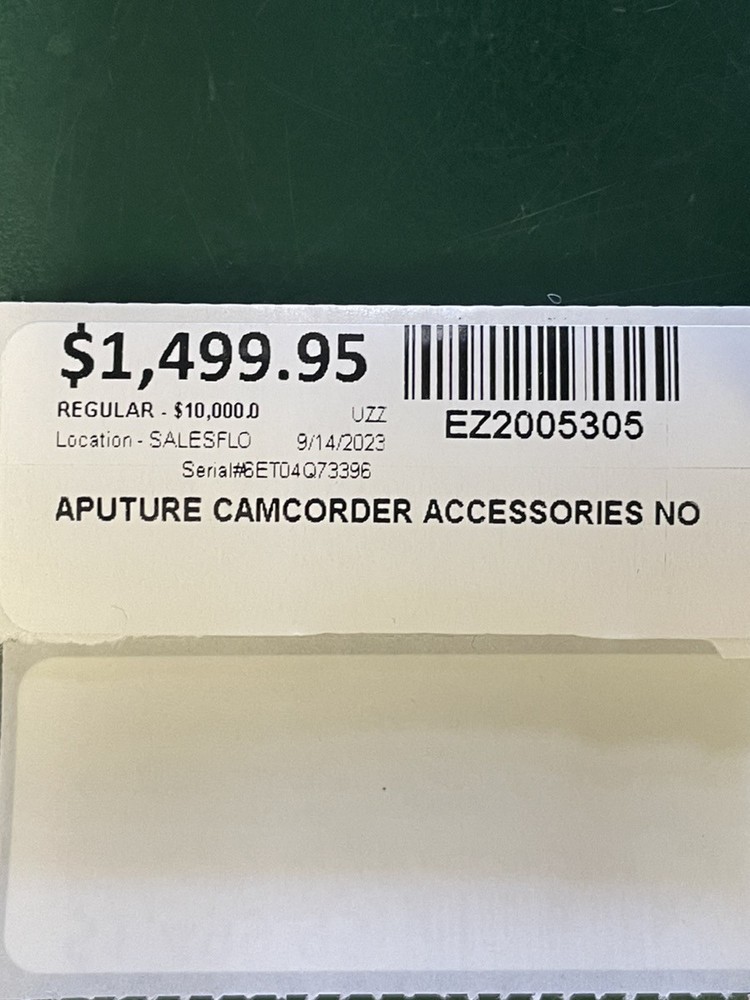 $1,499.95
REGULAR - $10,000.0 UZZ
EZ2005305
Location - SALESFLO 9/14/2023
Serial#6ET04Q73396
APUTURE CAMCORDER ACCESSORIES NO